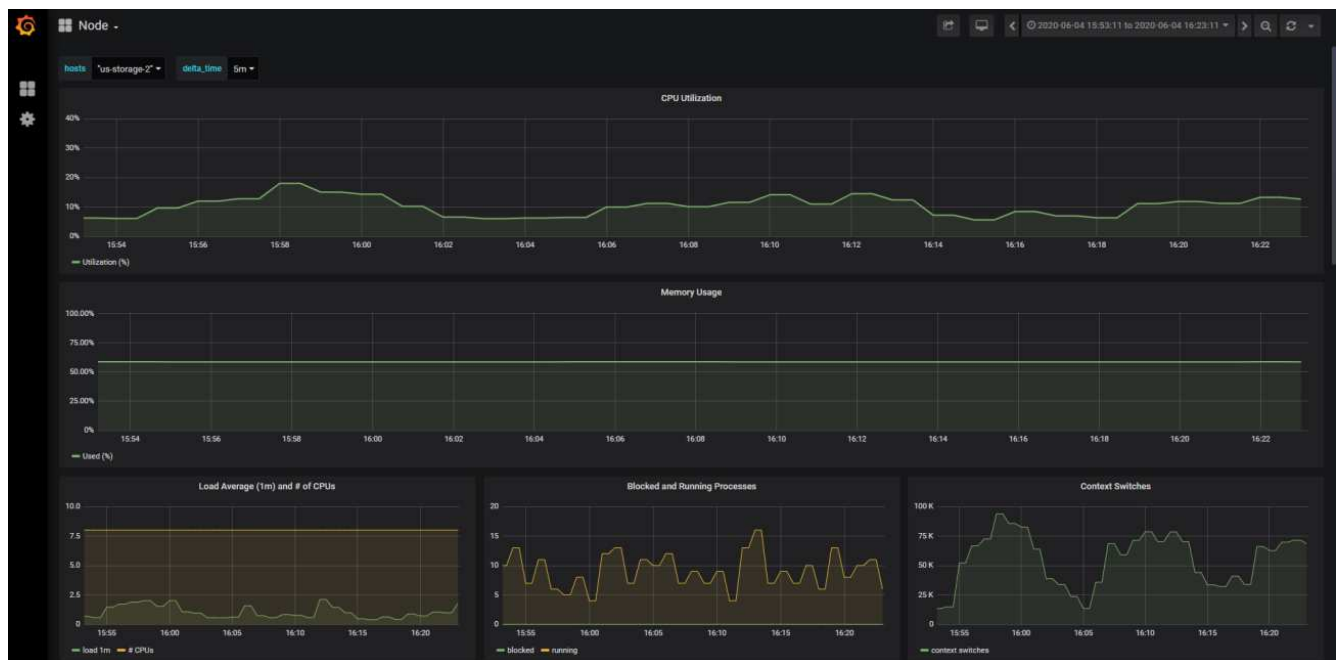 Node
2020-06-04 15:53:11 to 2020-06-04 16:23:11
hosts "us-storage-2" delta_time 5m
CPU Utilization
40%
30%
20%
10%
0%
15:54 15:56 15:58 16:00 16:02 16:04 16:06 16:08 16:10 16:12 16:14 16:16 16:18 16:20 16:22
Utilization (%)
Memory Usage
100.00%
75.00%
50.00%
25.00%
0%
15:54 15:56 15:58 16:00 16:02 16:04 16:06 16:08 16:10 16:12 16:14 16:16 16:18 16:20 16:22
Used (%)
Load Average (1m) and # of CPUs
10.0
7.5
5.0
2.5
0
15:55 16:00 16:05 16:10 16:15 16:20
load 1m # CPUs
Blocked and Running Processes
20
15
10
5
0
15:55 16:00 16:05 16:10 16:15 16:20
blocked running
Context Switches
100 K
75 K
50 K
25 K
0
15:55 16:00 16:05 16:10 16:15 16:20
context switches